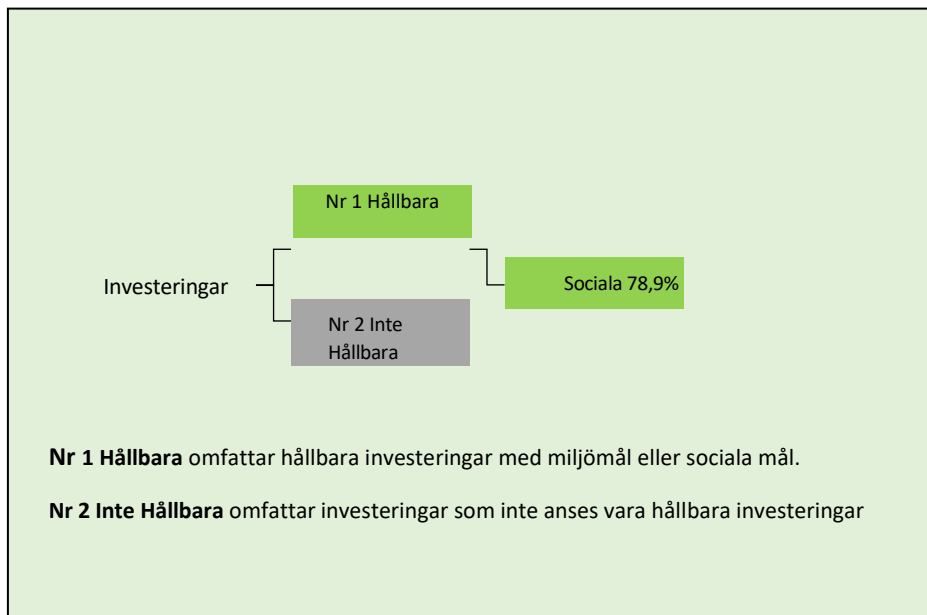 Nr 1 Hållbara
Investeringar
Sociala 78,9%
Nr 2 Inte
Hållbara
Nr 1 Hållbara omfattar hållbara investeringar med miljömål eller sociala mål.
Nr 2 Inte Hållbara omfattar investeringar som inte anses vara hållbara investeringar